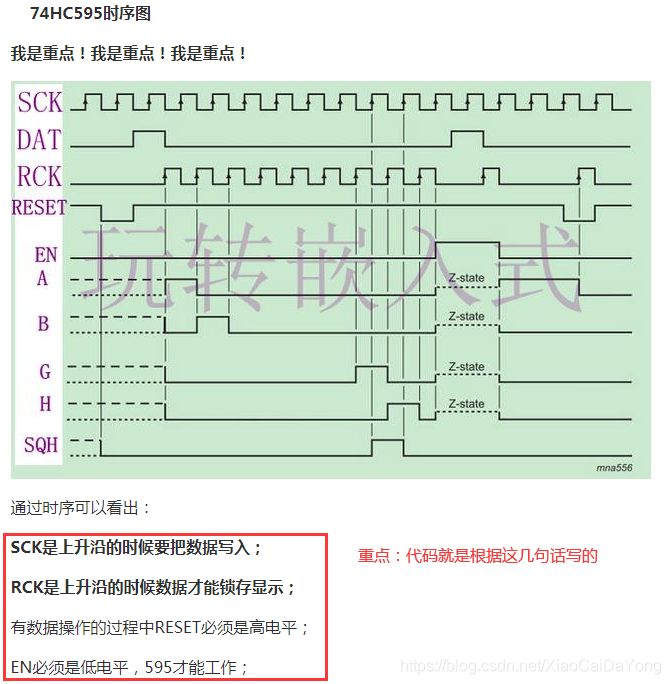 74HC595时序图
我是重点！我是重点！我是重点！
SCK
DAT
RCK
RESET
EN
A
B
G
H
SQH
玩转嵌入式
Z-state
Z-state
Z-state
Z-state
mna556
通过时序可以看出：
SCK是上升沿的时候要把数据写入；
RCK是上升沿的时候数据才能锁存显示；
有数据操作的过程中RESET必须是高电平；
EN必须是低电平，595才能工作；
重点：代码就是根据这几句话写的
https://blog.csdn.net/XiaoCaiDaYong